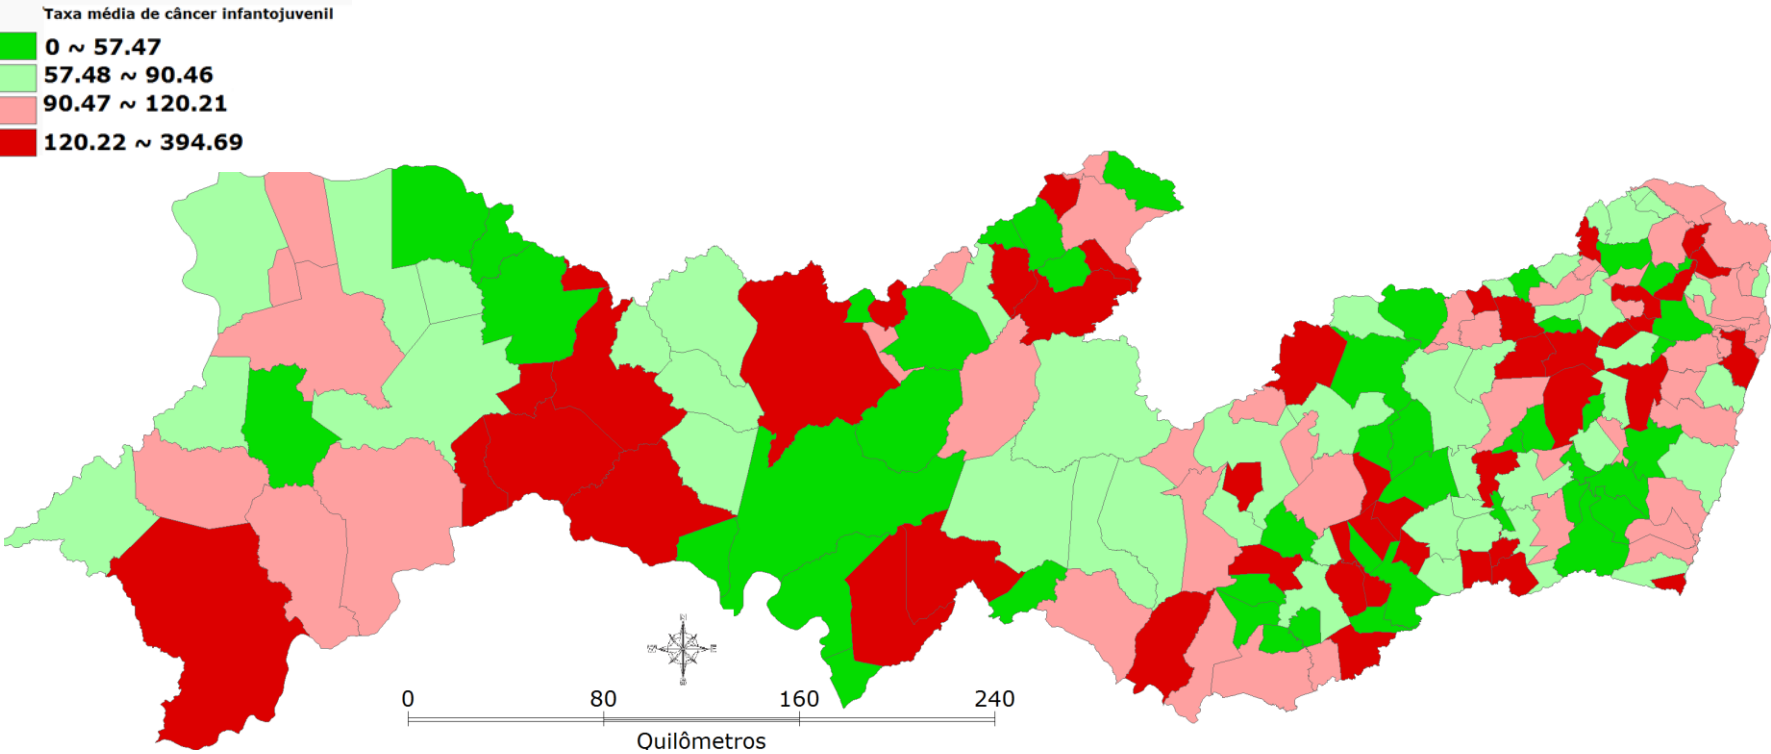 Taxa média de câncer infantojuvenil
0 ~ 57.47
57.48 ~ 90.46
90.47 ~ 120.21
120.22 ~ 394.69
0 80 160 240
Quilômetros